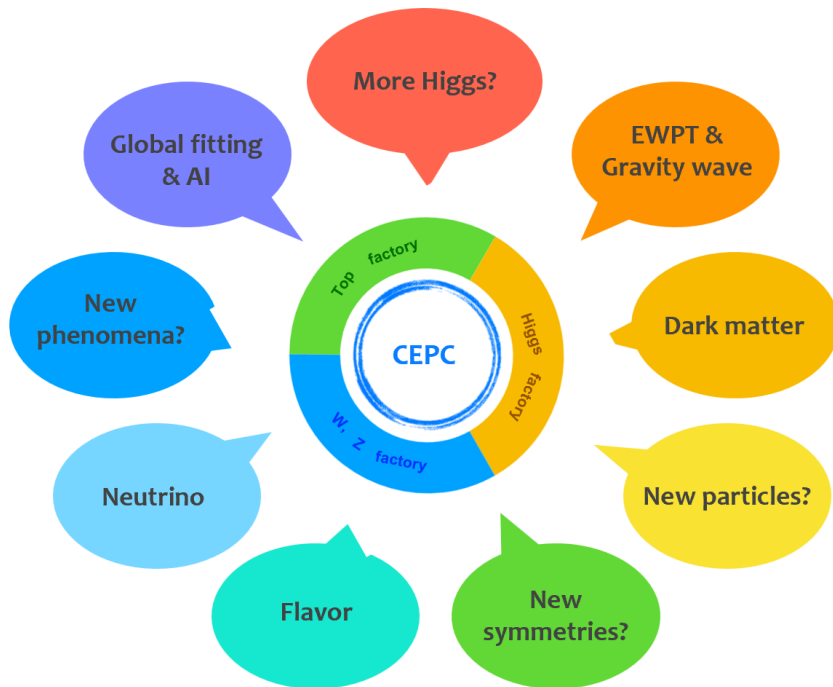 More Higgs?
EWPT &
Gravity wave
Dark matter
New particles?
New
symmetries?
Flavor
Neutrino
New
phenomena?
Global fitting
& AI
Top factory
Higgs factory
W, Z factory
CEPC